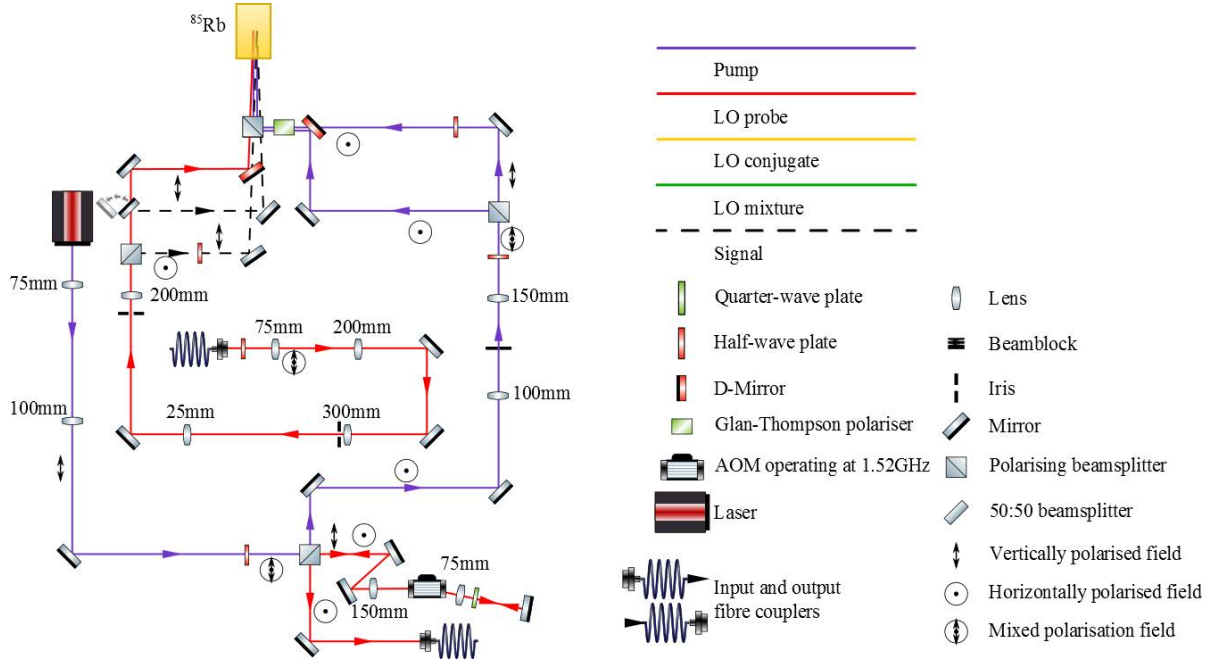 ⁸⁵Rb
75mm
200mm
150mm
75mm
200mm
100mm
100mm
25mm
300mm
75mm
150mm
Pump
LO probe
LO conjugate
LO mixture
Signal
Quarter-wave plate
Half-wave plate
D-Mirror
Glan-Thompson polariser
AOM operating at 1.52GHz
Laser
Input and output
fibre couplers
Lens
Beamblock
Iris
Mirror
Polarising beamsplitter
50:50 beamsplitter
Vertically polarised field
Horizontally polarised field
Mixed polarisation field